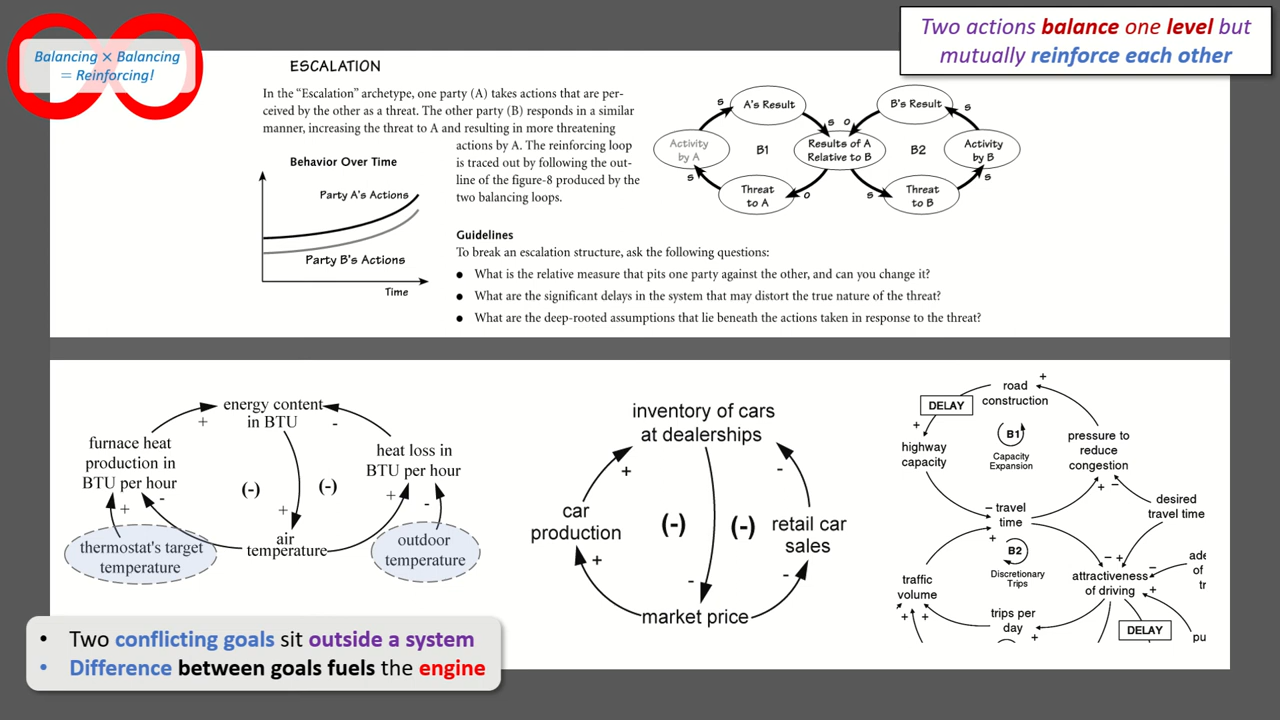 Balancing × Balancing
= Reinforcing!
Two actions balance one level but
mutually reinforce each other
ESCALATION
In the “Escalation” archetype, one party (A) takes actions that are per-
ceived by the other as a threat. The other party (B) responds in a similar
manner, increasing the threat to A and resulting in more threatening
actions by A. The reinforcing loop
is traced out by following the out-
line of the figure-8 produced by the
two balancing loops.
Behavior Over Time
Party A's Actions
Party B's Actions
Time
s
A's Result
s
o
B's Result
s
Activity
by A
B1
Results of A
Relative to B
B2
Activity
by B
s
Threat
to A
o
s
Threat
to B
s
Guidelines
To break an escalation structure, ask the following questions:
• What is the relative measure that pits one party against the other, and can you change it?
• What are the significant delays in the system that may distort the true nature of the threat?
• What are the deep-rooted assumptions that lie beneath the actions taken in response to the threat?
energy content
in BTU
+
-
furnace heat
production in
BTU per hour
heat loss in
BTU per hour
(-)
(-)
+
-
+
+
-
thermostat's target
temperature
air
temperature
outdoor
temperature
inventory of cars
at dealerships
+
-
car
production
(-)
(-)
retail car
sales
+
-
-
market price
+
road
construction
DELAY
+
B1
highway
capacity
Capacity
Expansion
pressure to
reduce
congestion
+
–
– travel
time
+
desired
travel time
B2
Discretionary
Trips
–
+
–
attractiveness
of driving
+
traffic
volume
+
+
trips per
day
+
DELAY
ade
of
tr
pu
• Two conflicting goals sit outside a system
• Difference between goals fuels the engine